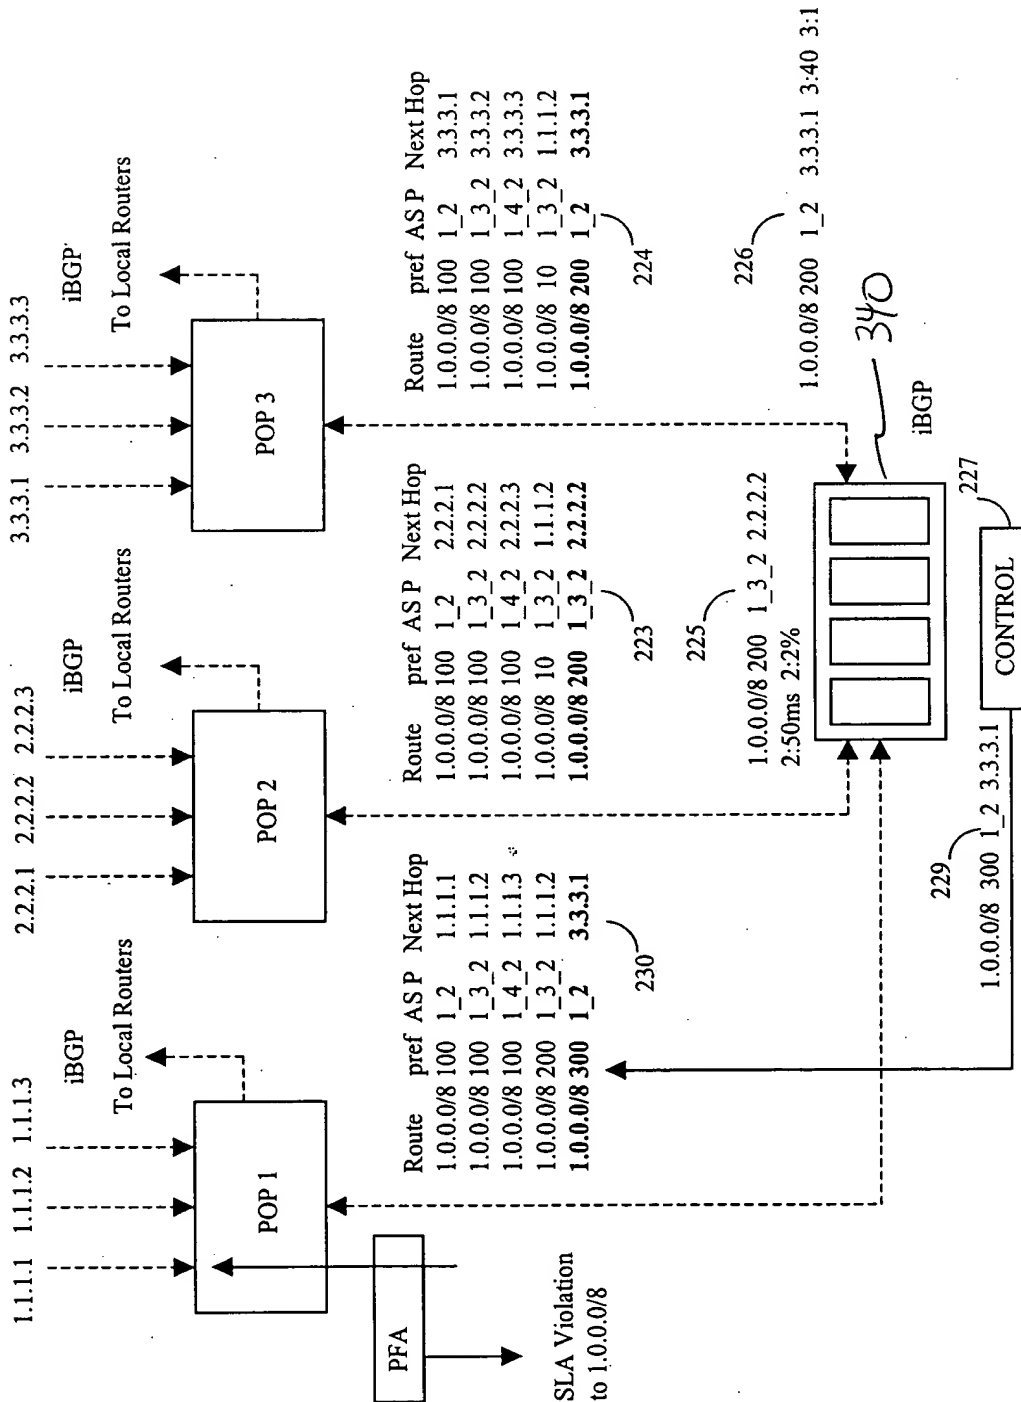 1.1.1.1 1.1.1.2 1.1.1.3
iBGP
To Local Routers
POP 1
PFA
SLA Violation
to 1.0.0.0/8
Route pref AS P Next Hop
1.0.0.0/8 100 1_2 1.1.1.1
1.0.0.0/8 100 1_3_2 1.1.1.2
1.0.0.0/8 100 1_4_2 1.1.1.3
1.0.0.0/8 200 1_3_2 1.1.1.2
1.0.0.0/8 300 1_2 3.3.3.1
230
2.2.2.1 2.2.2.2 2.2.2.3
iBGP
To Local Routers
POP 2
Route pref AS P Next Hop
1.0.0.0/8 100 1_2 2.2.2.1
1.0.0.0/8 100 1_3_2 2.2.2.2
1.0.0.0/8 100 1_4_2 2.2.2.3
1.0.0.0/8 10 1_3_2 1.1.1.2
1.0.0.0/8 200 1_3_2 2.2.2.2
223
3.3.3.1 3.3.3.2 3.3.3.3
iBGP
To Local Routers
POP 3
Route pref AS P Next Hop
1.0.0.0/8 100 1_2 3.3.3.1
1.0.0.0/8 100 1_3_2 3.3.3.2
1.0.0.0/8 100 1_4_2 3.3.3.3
1.0.0.0/8 10 1_3_2 1.1.1.2
1.0.0.0/8 200 1_2 3.3.3.1
224
225
1.0.0.0/8 200 1_3_2 2.2.2.2
2:50ms 2:2%
226
1.0.0.0/8 200 1_2 3.3.3.1 3:40 3:1
340
iBGP
229
1.0.0.0/8 300 1_2 3.3.3.1
CONTROL
227